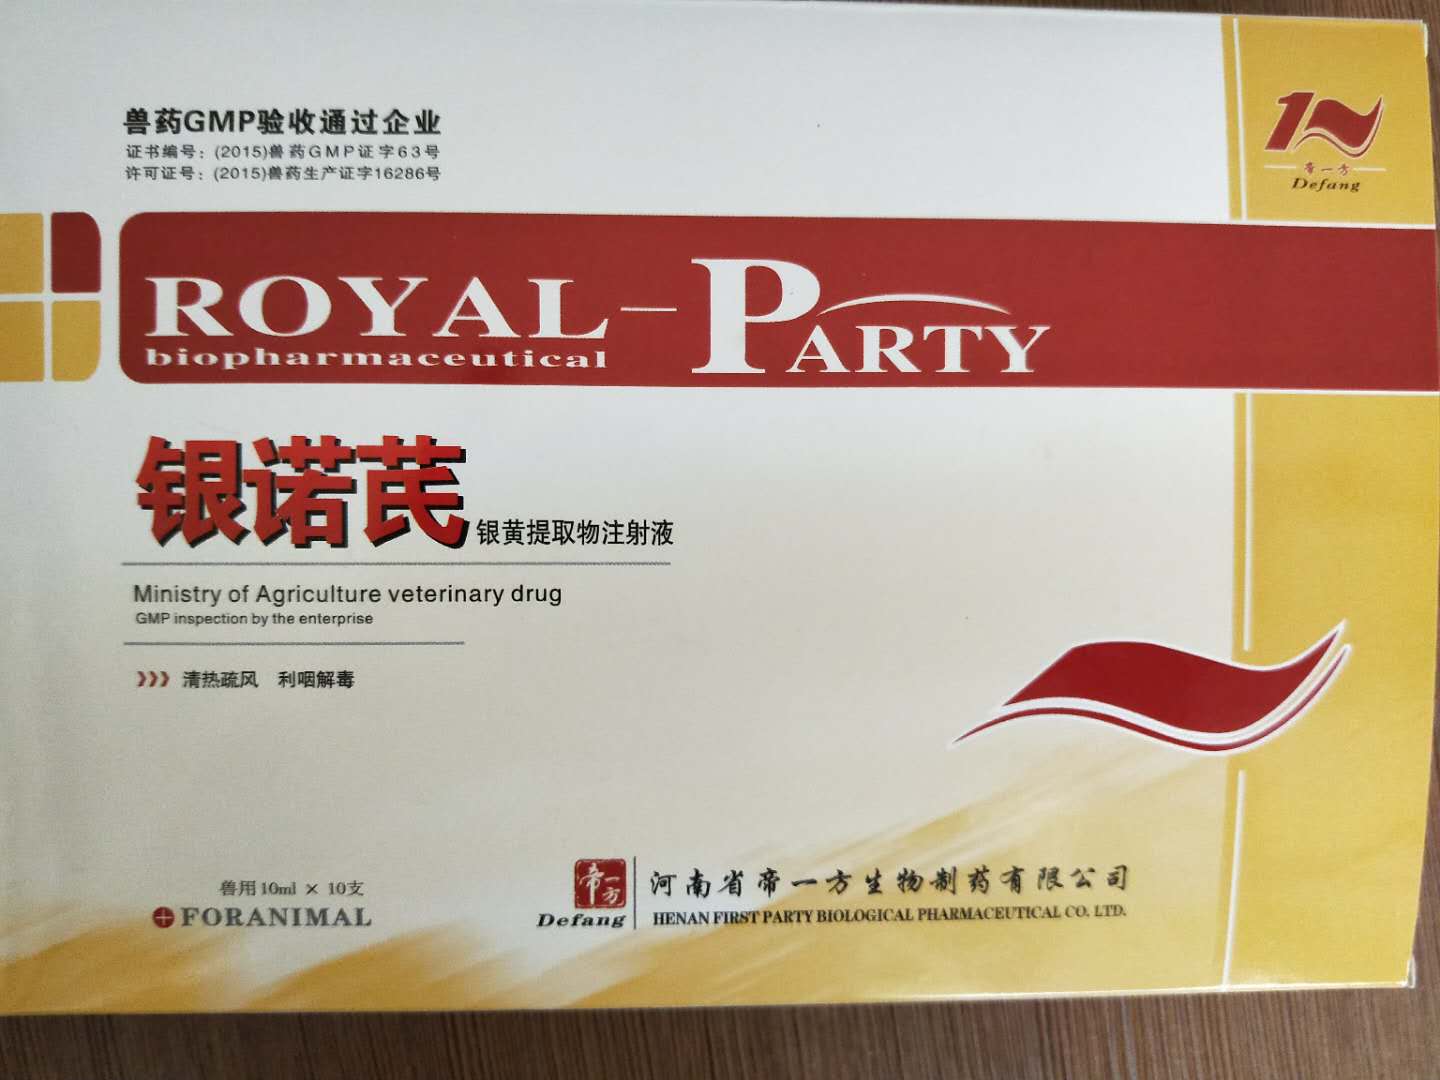 兽药GMP验收通过企业
证书编号：(2015)兽药GMP证字63号
许可证号：(2015)兽药生产证字16286号
帝一方
Defang
ROYAL-PARTY
biopharmaceutical
银诺芪
银黄提取物注射液
Ministry of Agriculture veterinary drug
GMP inspection by the enterprise
清热疏风 利咽解毒
兽用10ml × 10支
FORANIMAL
帝一方
Defang
河南省帝一方生物制药有限公司
HENAN FIRST PARTY BIOLOGICAL PHARMACEUTICAL CO. LTD.